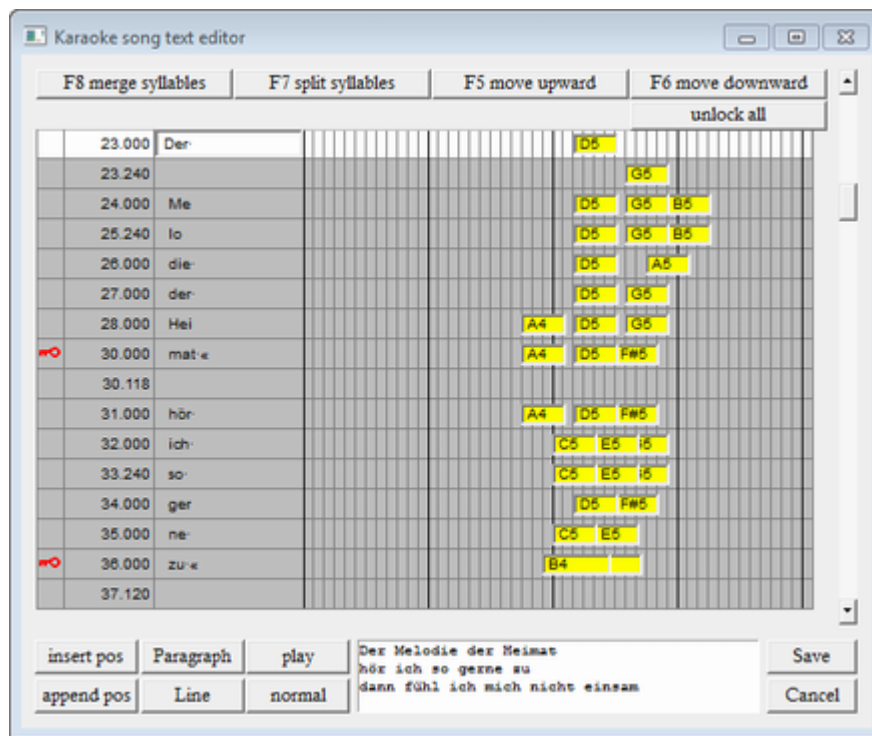 Karaoke song text editor
F8 merge syllables F7 split syllables F5 move upward F6 move downward
unlock all
23.000 Der· D5
23.240 G5
24.000 Me D5 G5 B5
25.240 lo D5 G5 B5
26.000 die· D5 A5
27.000 der· D5 G5
28.000 Hei A4 D5 G5
30.000 mat·« A4 D5 F#5
30.118
31.000 hör· A4 D5 F#5
32.000 ich· C5 E5
33.240 so· C5 E5
34.000 ger D5 F#5
35.000 ne· C5 E5
36.000 zu·« B4
37.120
insert pos Paragraph play Der Melodie der Heimat Save
hör ich so gerne zu
append pos Line normal dann fühl ich mich nicht einsam Cancel